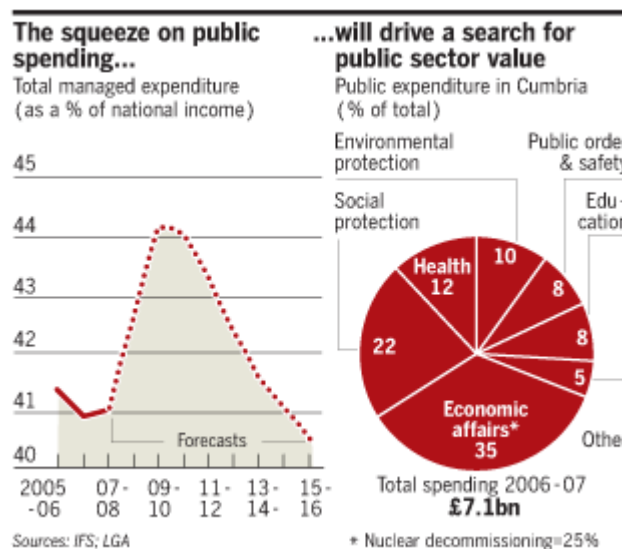 The squeeze on public
spending...
Total managed expenditure
(as a % of national income)
45
44
43
42
41
40
Forecasts
2005
-06
07-
08
09-
10
11-
12
13-
14-
15-
16
Sources: IFS; LGA
...will drive a search for
public sector value
Public expenditure in Cumbria
(% of total)
Environmental
protection
Public orde
& safety
Social
protection
Edu-
cation
Health
12
10
8
8
5
22
Economic
affairs*
35
Othe
Total spending 2006-07
£7.1bn
* Nuclear decommissioning=25%